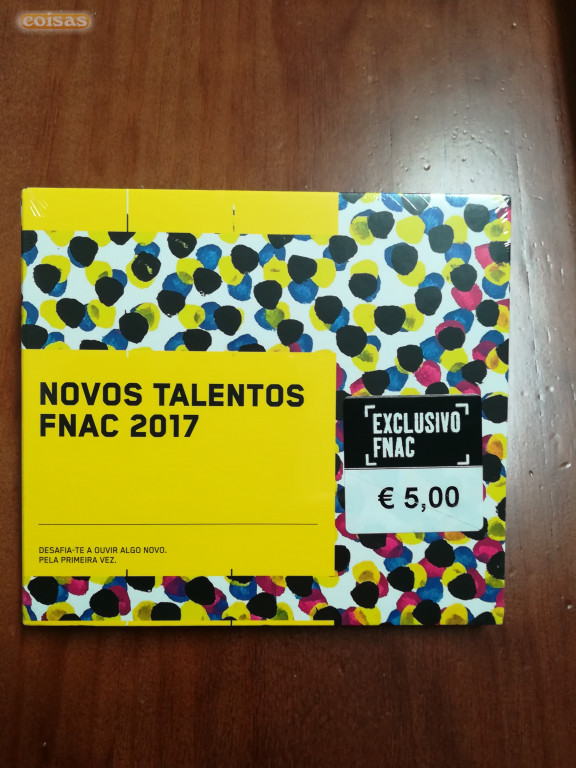 coisas
NOVOS TALENTOS
FNAC 2017
EXCLUSIVO
FNAC
€ 5,00
DESAFIA-TE A OUVIR ALGO NOVO.
PELA PRIMEIRA VEZ.